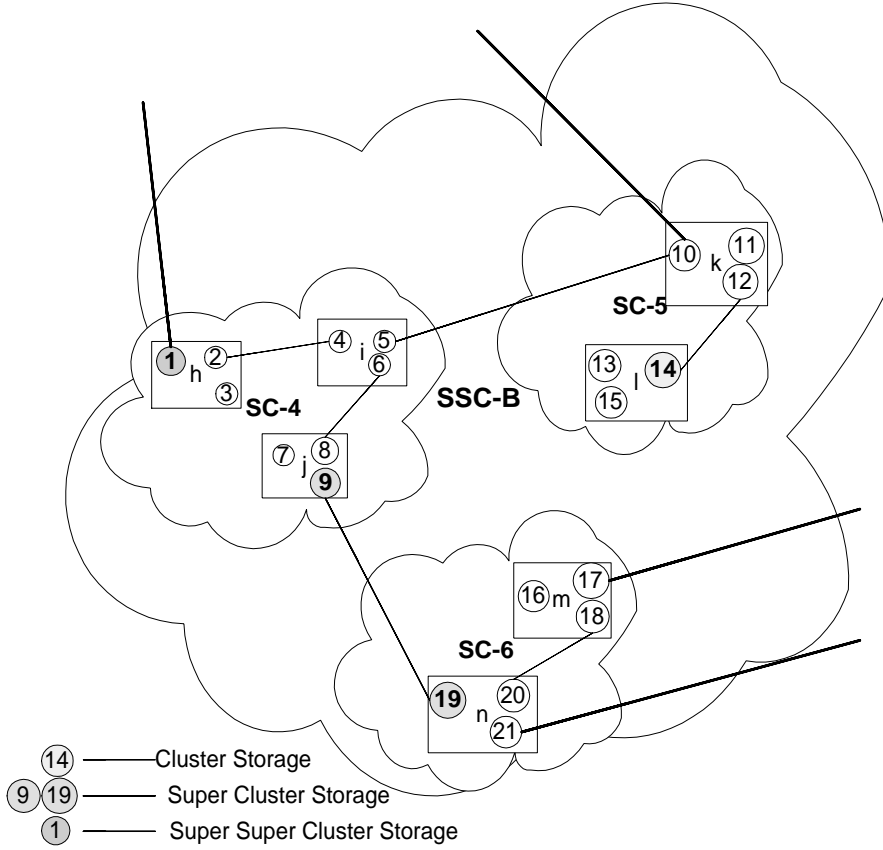 10 k 11
12
SC-5
1 h 2
3
SC-4
4 i 5
6
SSC-B
13 l 14
15
7 j 8
9
16 m 17
18
SC-6
19 n 20
21
14 Cluster Storage
9 19 Super Cluster Storage
1 Super Super Cluster Storage